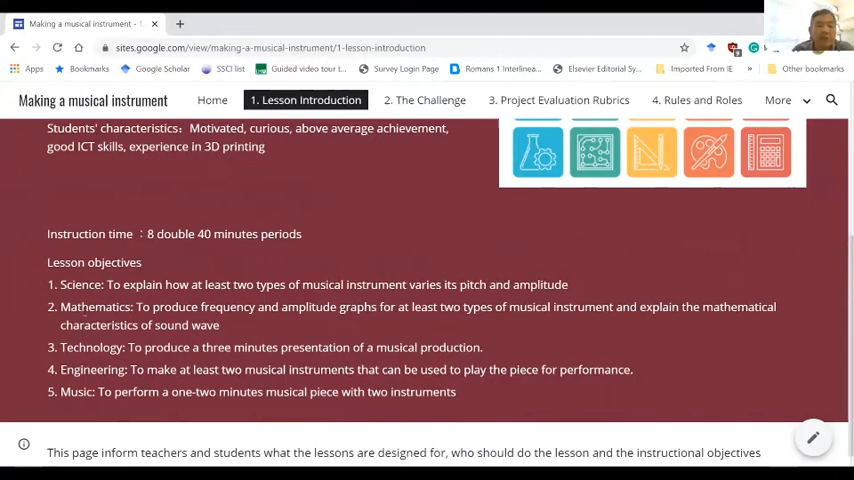 Making a musical instrument - 1.
sites.google.com/view/making-a-musical-instrument/1-lesson-introduction
Apps Bookmarks Google Scholar SSCI list Guided video tour t... Survey Login Page Romans 1 Interlinea... Elsevier Editorial Sy... Imported From IE » Other bookmarks
Making a musical instrument Home 1. Lesson Introduction 2. The Challenge 3. Project Evaluation Rubrics 4. Rules and Roles More
Students' characteristics: Motivated, curious, above average achievement,
good ICT skills, experience in 3D printing
Instruction time : 8 double 40 minutes periods
Lesson objectives
1. Science: To explain how at least two types of musical instrument varies its pitch and amplitude
2. Mathematics: To produce frequency and amplitude graphs for at least two types of musical instrument and explain the mathematical
characteristics of sound wave
3. Technology: To produce a three minutes presentation of a musical production.
4. Engineering: To make at least two musical instruments that can be used to play the piece for performance.
5. Music: To perform a one-two minutes musical piece with two instruments
This page inform teachers and students what the lessons are designed for, who should do the lesson and the instructional objectives